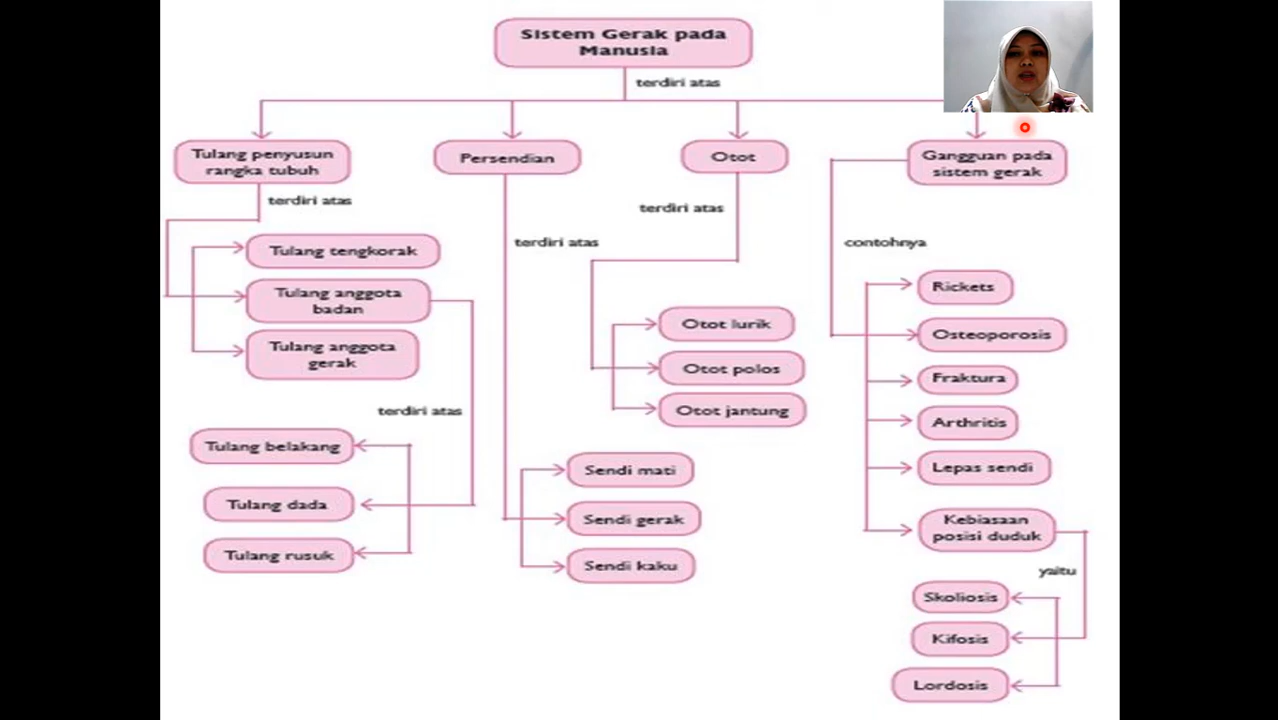 Sistem Gerak pada
Manusia
terdiri atas
Tulang penyusun
rangka tubuh
Persendian
Otot
Gangguan pada
sistem gerak
terdiri atas
terdiri atas
terdiri atas
contohnya
Tulang tengkorak
Tulang anggota
badan
Tulang anggota
gerak
terdiri atas
Tulang belakang
Tulang dada
Tulang rusuk
Sendi mati
Sendi gerak
Sendi kaku
Otot lurik
Otot polos
Otot jantung
Rickets
Osteoporosis
Fraktura
Arthritis
Lepas sendi
Kebiasaan
posisi duduk
yaitu
Skoliosis
Kifosis
Lordosis